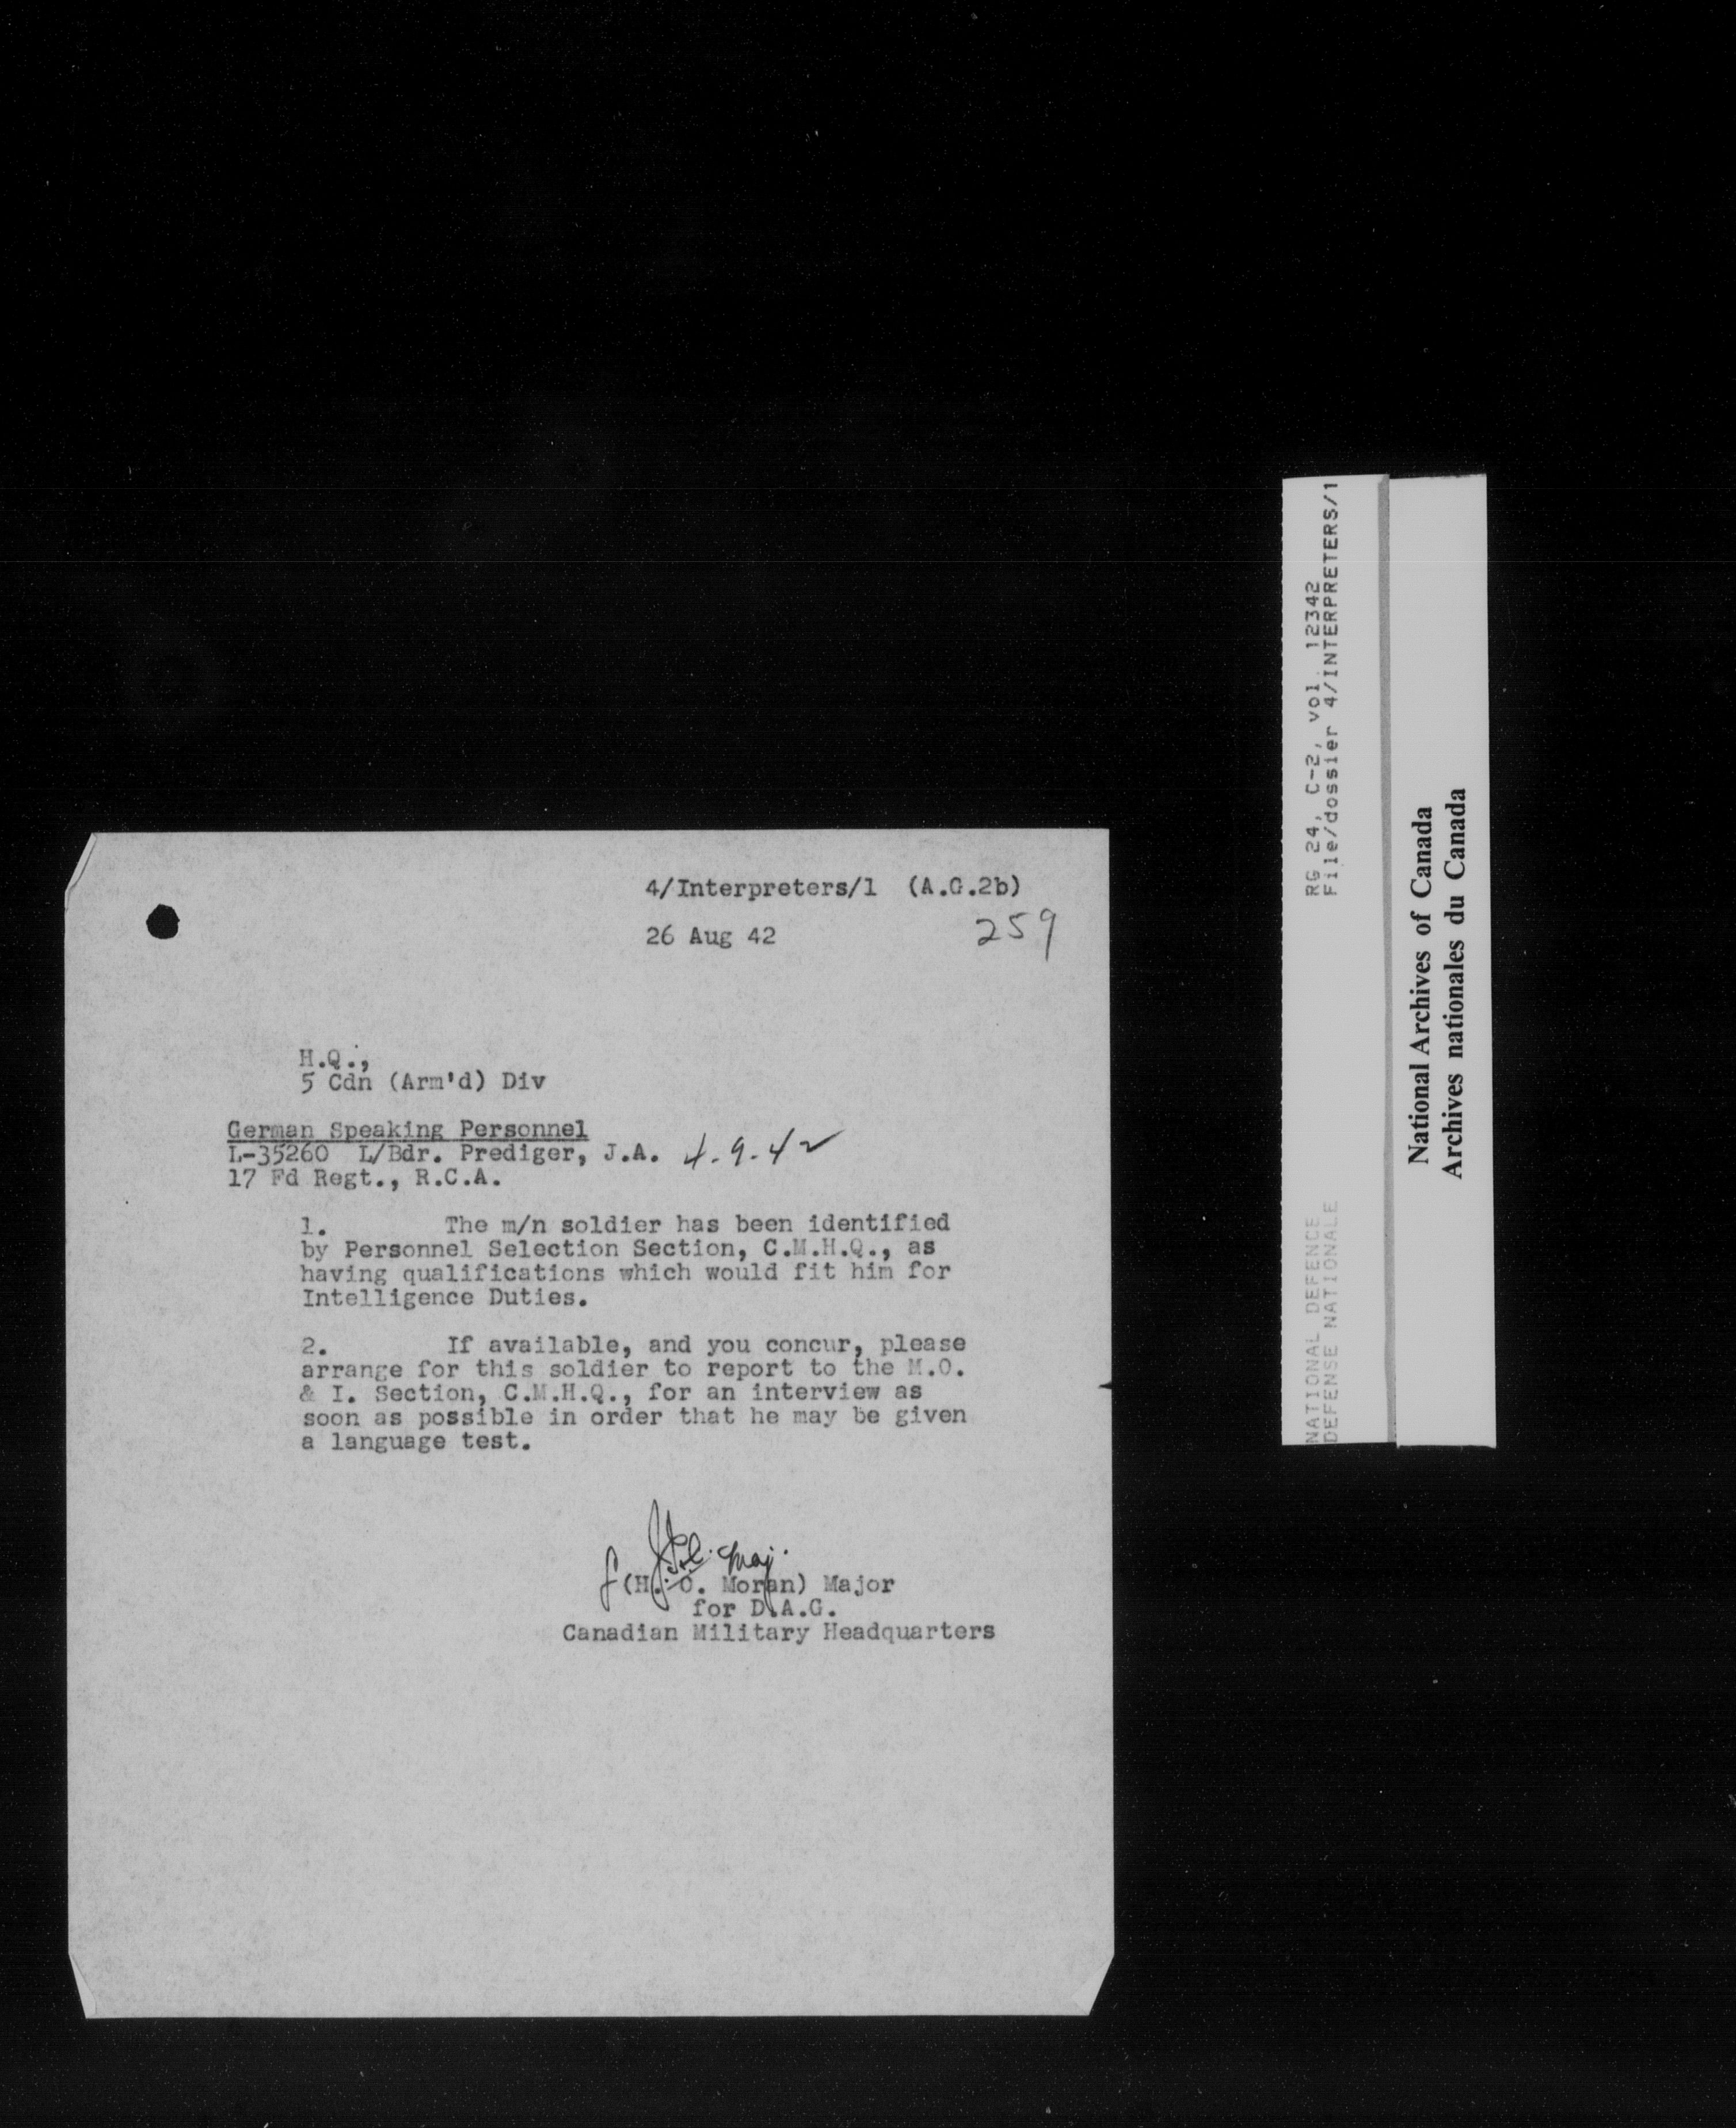 4/Interpreters/1 (A.G.2b)
26 Aug 42
259
H.Q.,
5 Cdn (Arm'd) Div
German Speaking Personnel
L-35260 L/Bdr. Prediger, J.A. 4.9.42
17 Fd Regt., R.C.A.
1. The m/n soldier has been identified
by Personnel Selection Section, C.M.H.Q., as
having qualifications which would fit him for
Intelligence Duties.
2. If available, and you concur, please
arrange for this soldier to report to the M.O.
& I. Section, C.M.H.Q., for an interview as
soon as possible in order that he may be given
a language test.
Maj.
(H. O. Moran) Major
for D.A.G.
Canadian Military Headquarters
RG 24, C-2, vol. 12342
File/dossier 4/INTERPRETERS/1
NATIONAL DEFENCE
DEFENSE NATIONALE
National Archives of Canada
Archives nationales du Canada